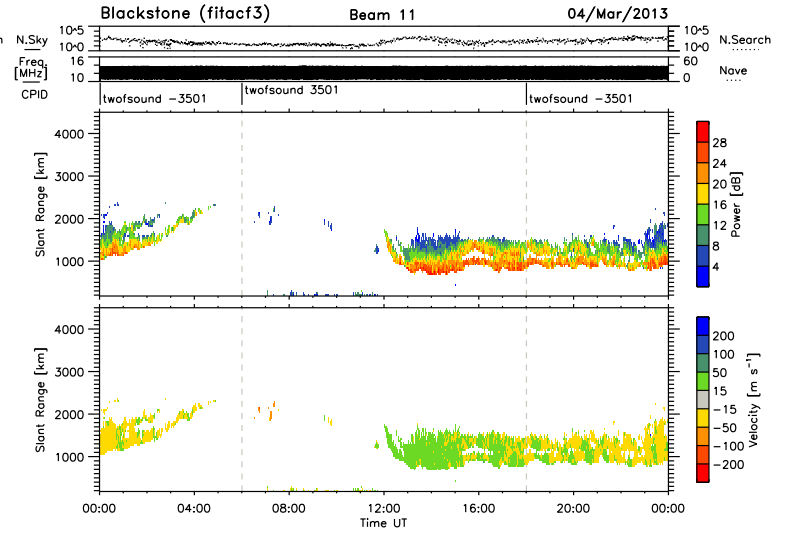 Blackstone (fitacf3) Beam 11 04/Mar/2013
N.Sky 10^5 10^0 10^5 10^0 N.Search
Freq. [MHz] 16 10 60 0 Nave
CPID twofsound -3501 twofsound 3501 twofsound -3501
Slant Range [km]
4000
3000
2000
1000
28
24
20
16
12
8
4
Power [dB]
Slant Range [km]
4000
3000
2000
1000
200
100
50
15
-15
-50
-100
-200
Velocity [m s⁻¹]
00:00 04:00 08:00 12:00 16:00 20:00 00:00
Time UT